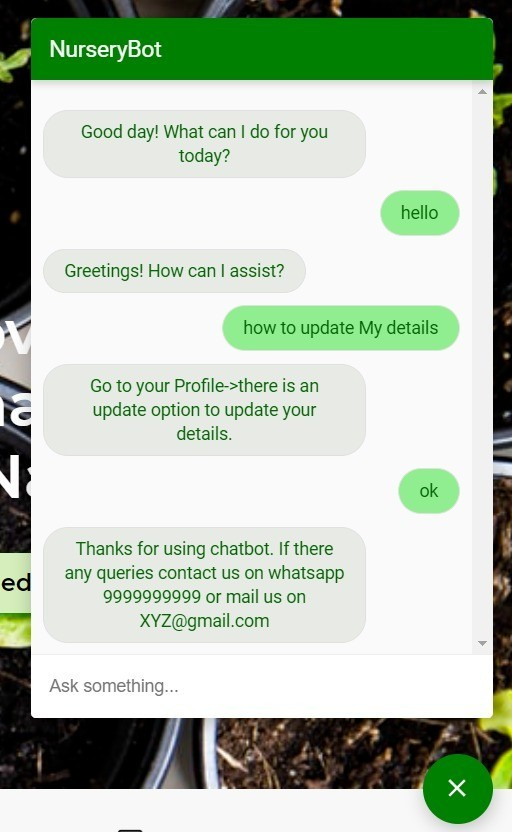 NurseryBot
Good day! What can I do for you
today?
hello
Greetings! How can I assist?
how to update My details
Go to your Profile->there is an
update option to update your
details.
ok
Thanks for using chatbot. If there
any queries contact us on whatsapp
9999999999 or mail us on
XYZ@gmail.com
Ask something...